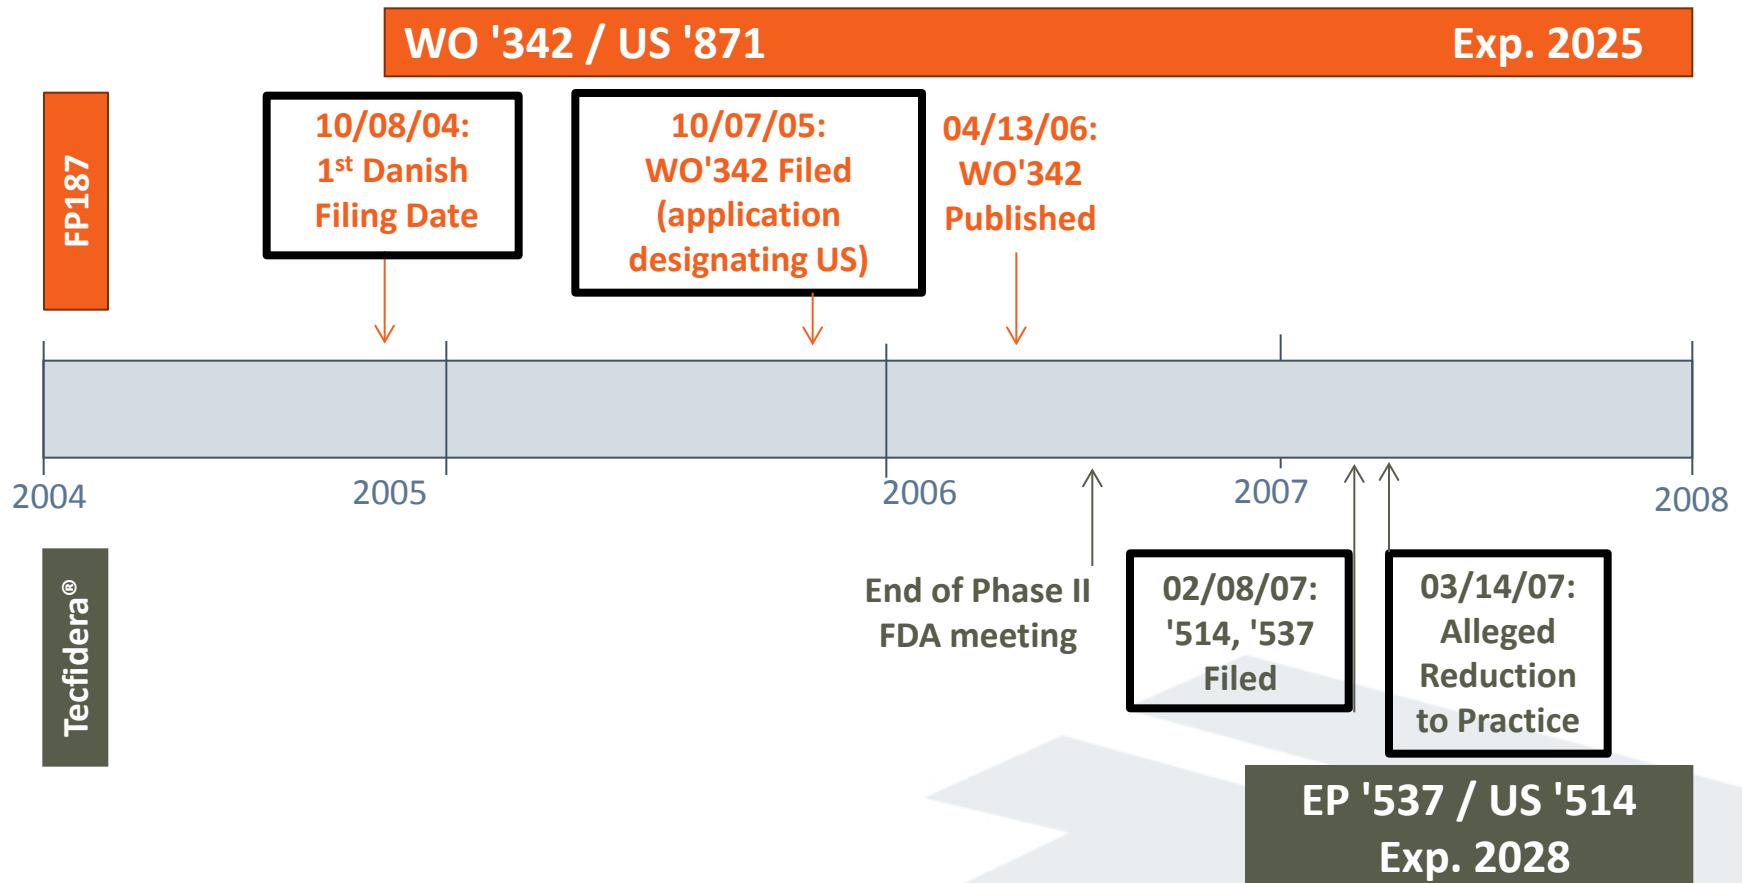 WO '342 / US '871 Exp. 2025
FP187
10/08/04:
1st Danish
Filing Date
10/07/05:
WO'342 Filed
(application
designating US)
04/13/06:
WO'342
Published
2004 2005 2006 2007 2008
Tecfidera®
End of Phase II
FDA meeting
02/08/07:
'514, '537
Filed
03/14/07:
Alleged
Reduction
to Practice
EP '537 / US '514
Exp. 2028